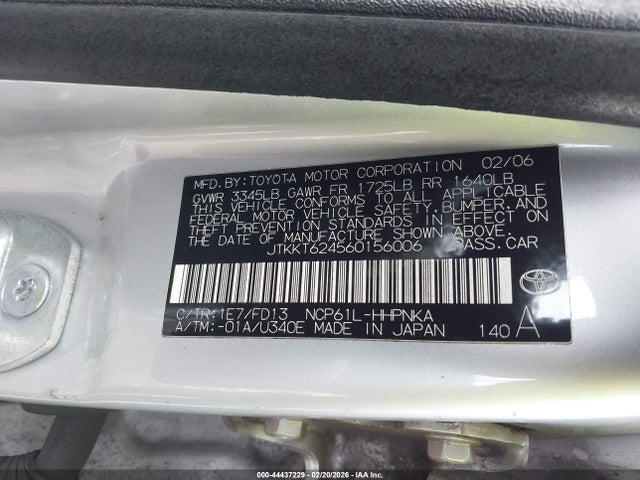 MFD.BY:TOYOTA MOTOR CORPORATION 02/06
GVWR 3345LB GAWR FR 1725LB RR 1640LB
THIS VEHICLE CONFORMS TO ALL APPLICABLE
FEDERAL MOTOR VEHICLE SAFETY,BUMPER,AND
THEFT PREVENTION STANDARDS IN EFFECT ON
THE DATE OF MANUFACTURE SHOWN ABOVE.
JTKKT624560156006 PASS.CAR
C/TR:1E7/FD13 NCP61L-HHPNKA
A/TM:-01A/U340E MADE IN JAPAN 140 A
000-44437229 - 02/20/2026 - IAA Inc.